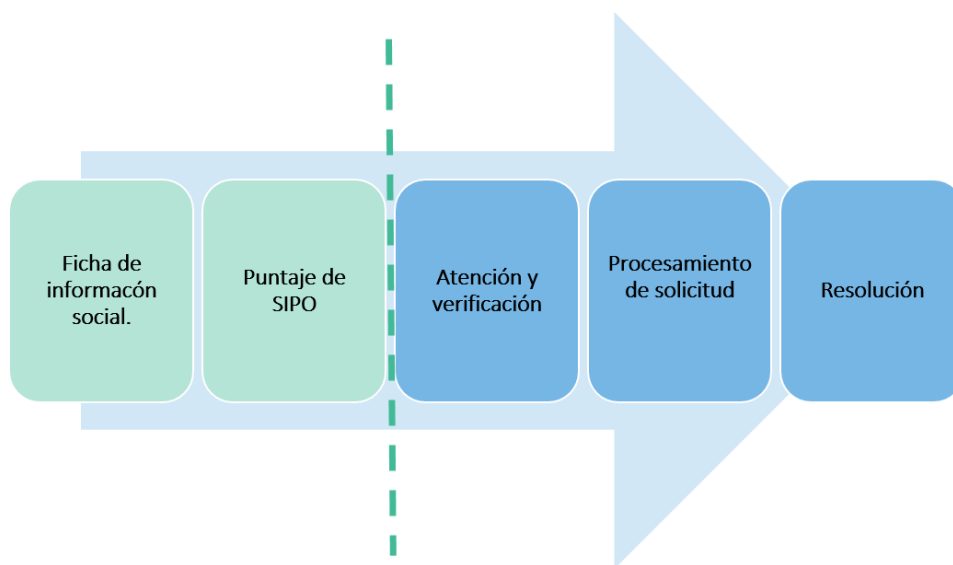 Ficha de
informacón
social.
Puntaje de
SIPO
Atención y
verificación
Procesamiento
de solicitud
Resolución